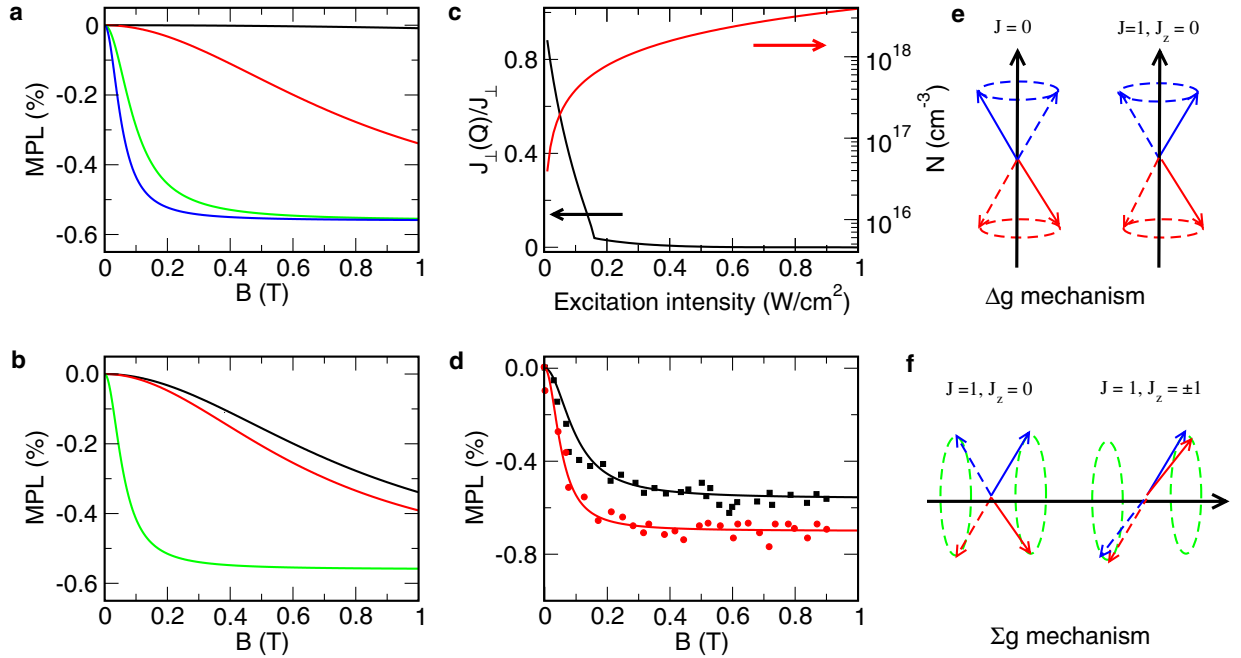 a
0
-0.2
-0.4
-0.6
MPL (%)
0
0.2
0.4
0.6
0.8
1
B (T)
c
0.8
0.4
0
J⊥(Q)/J⊥
10^18
10^17
10^16
N (cm^-3)
0
0.2
0.4
0.6
0.8
1
Excitation intensity (W/cm^2)
e
J = 0
J=1, J_z = 0
Δg mechanism
b
0.0
-0.2
-0.4
-0.6
MPL (%)
0
0.2
0.4
0.6
0.8
1
B (T)
d
0.0
-0.4
-0.8
MPL (%)
0
0.2
0.4
0.6
0.8
1
B (T)
f
J =1, J_z = 0
J = 1, J_z = ±1
Σg mechanism